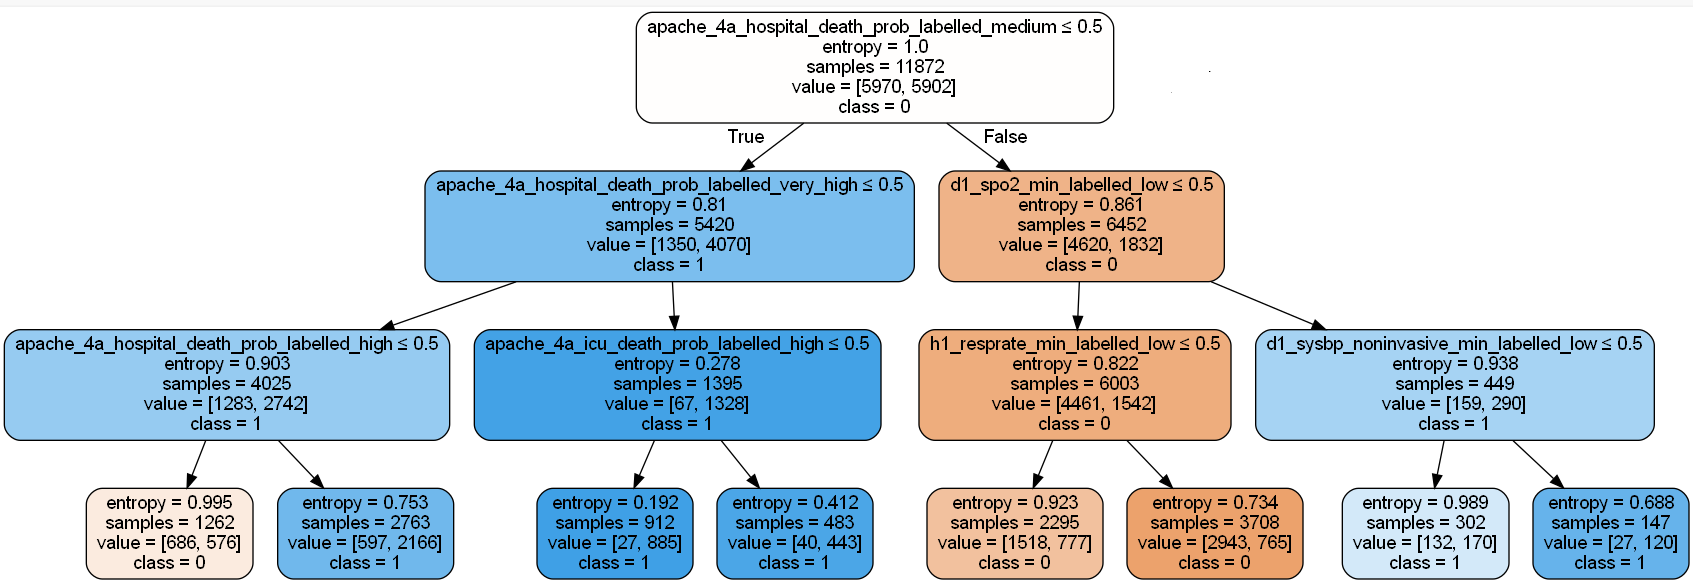 apache_4a_hospital_death_prob_labelled_medium ≤ 0.5
entropy = 1.0
samples = 11872
value = [5970, 5902]
class = 0
True
False
apache_4a_hospital_death_prob_labelled_very_high ≤ 0.5
entropy = 0.81
samples = 5420
value = [1350, 4070]
class = 1
d1_spo2_min_labelled_low ≤ 0.5
entropy = 0.861
samples = 6452
value = [4620, 1832]
class = 0
apache_4a_hospital_death_prob_labelled_high ≤ 0.5
entropy = 0.903
samples = 4025
value = [1283, 2742]
class = 1
apache_4a_icu_death_prob_labelled_high ≤ 0.5
entropy = 0.278
samples = 1395
value = [67, 1328]
class = 1
h1_resprate_min_labelled_low ≤ 0.5
entropy = 0.822
samples = 6003
value = [4461, 1542]
class = 0
d1_sysbp_noninvasive_min_labelled_low ≤ 0.5
entropy = 0.938
samples = 449
value = [159, 290]
class = 1
entropy = 0.995
samples = 1262
value = [686, 576]
class = 0
entropy = 0.753
samples = 2763
value = [597, 2166]
class = 1
entropy = 0.192
samples = 912
value = [27, 885]
class = 1
entropy = 0.412
samples = 483
value = [40, 443]
class = 1
entropy = 0.923
samples = 2295
value = [1518, 777]
class = 0
entropy = 0.734
samples = 3708
value = [2943, 765]
class = 0
entropy = 0.989
samples = 302
value = [132, 170]
class = 1
entropy = 0.688
samples = 147
value = [27, 120]
class = 1